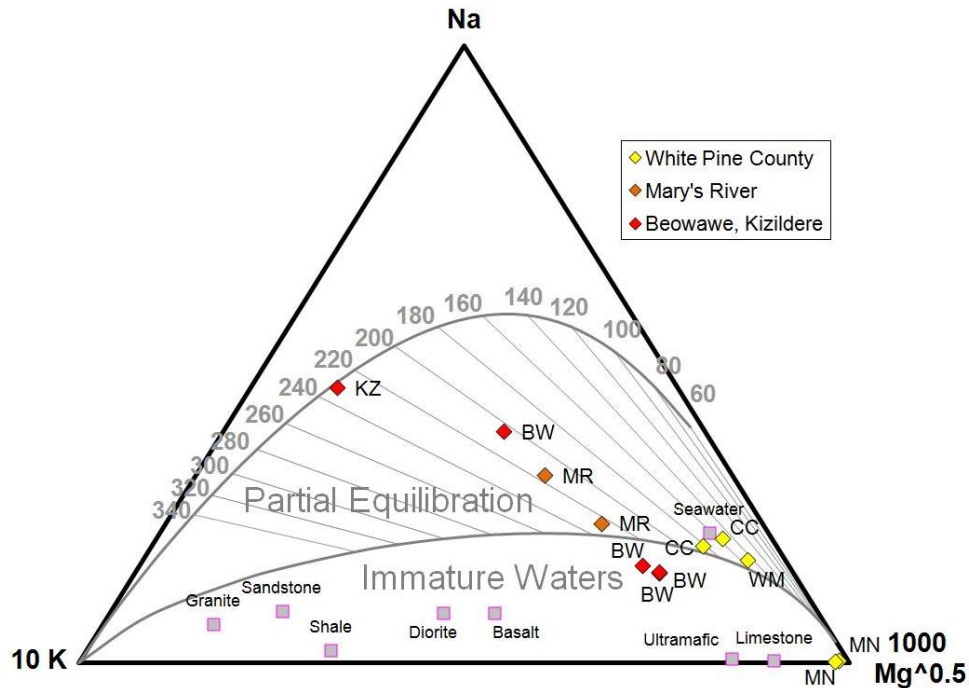 Na
White Pine County
Mary's River
Beowawe, Kizildere
140
160
120
180
100
200
80
220
60
240
KZ
260
BW
280
MR
300
320
Partial Equilibration
340
Seawater
CC
MR
CC
BW
WM
BW
BW
Immature Waters
Sandstone
Granite
Shale
Diorite
Basalt
Ultramafic
Limestone
MN
1000
10 K
MN
Mg^0.5